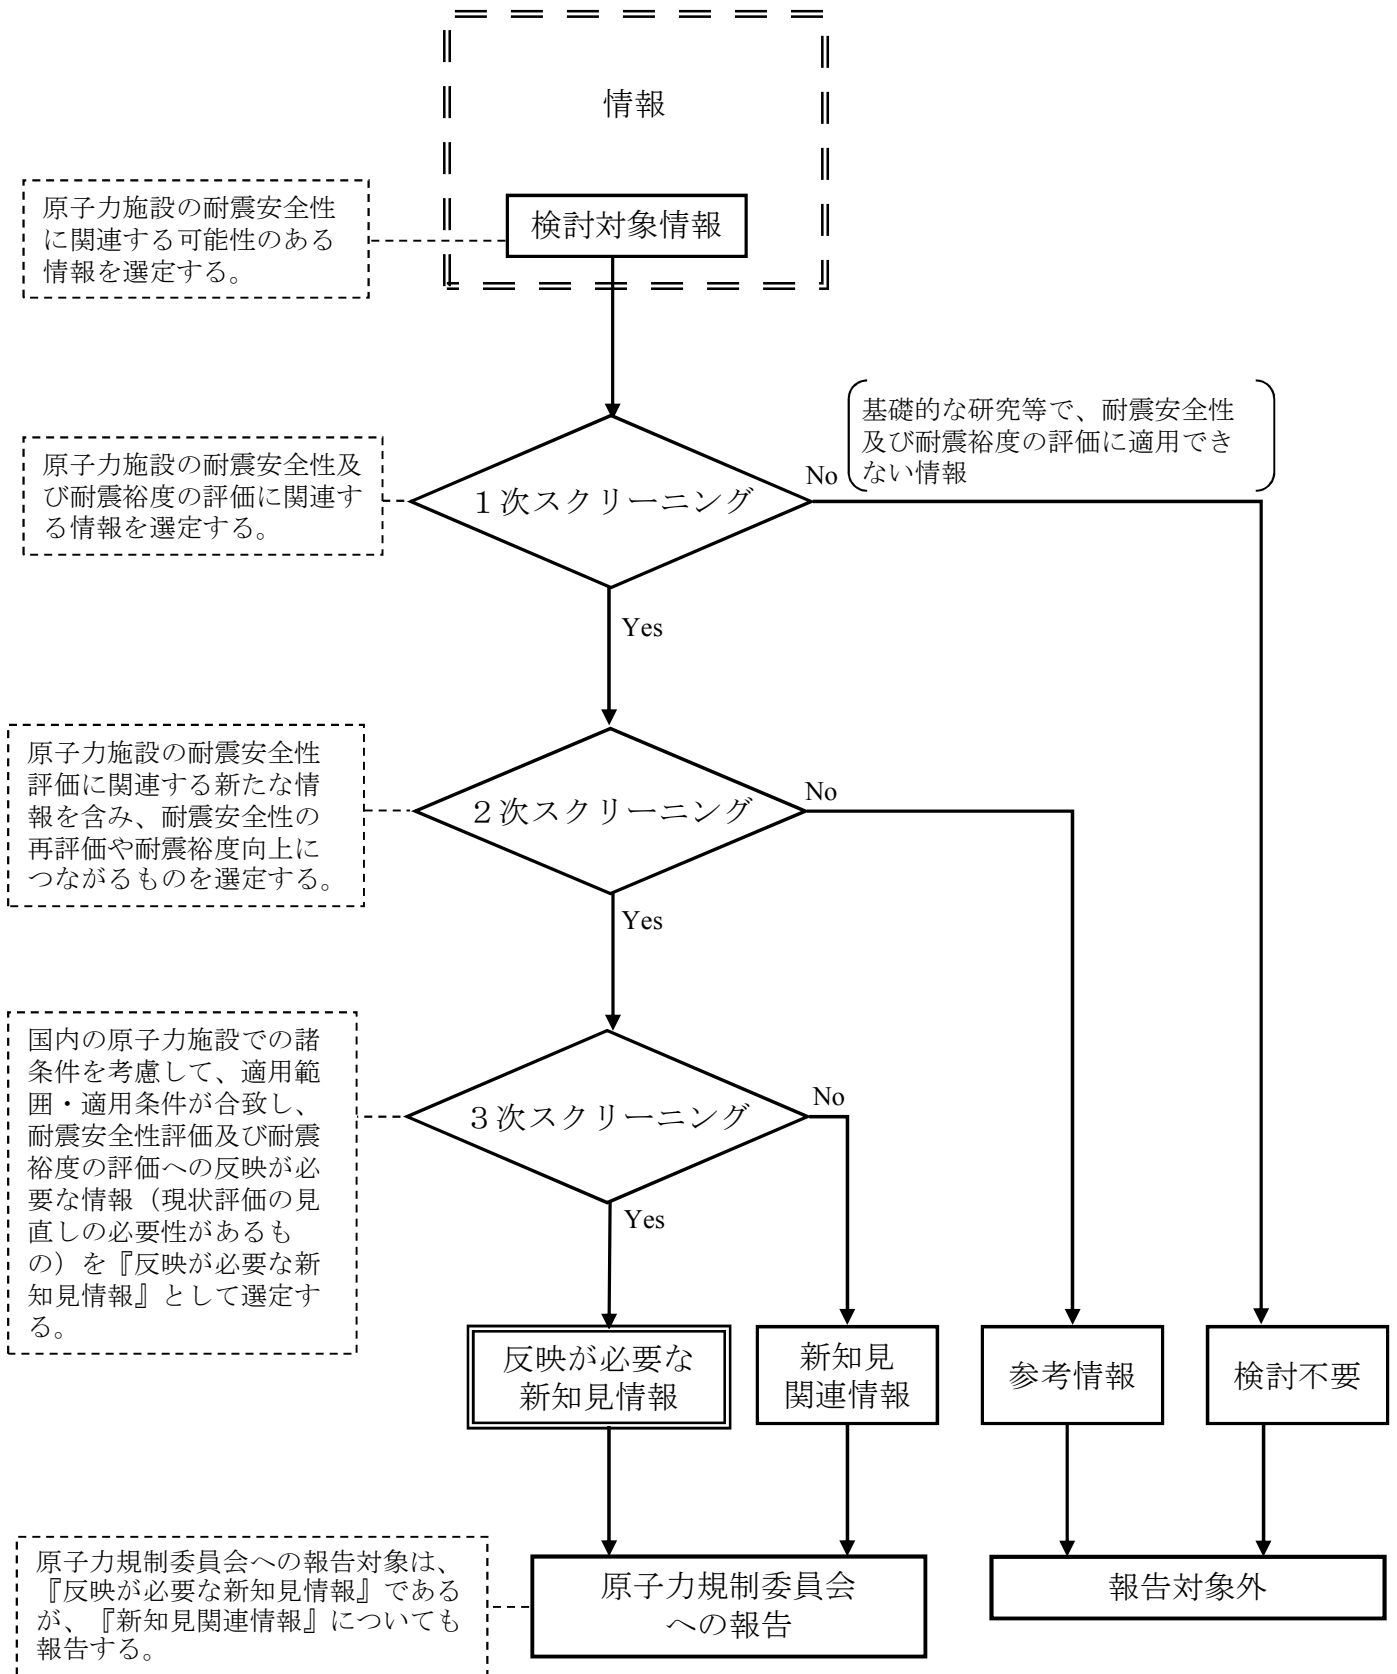 情報
検討対象情報
原子力施設の耐震安全性
に関連する可能性のある
情報を選定する。
基礎的な研究等で、耐震安全性
及び耐震裕度の評価に適用でき
ない情報
No
１次スクリーニング
原子力施設の耐震安全性及
び耐震裕度の評価に関連す
る情報を選定する。
Yes
原子力施設の耐震安全性
評価に関連する新たな情
報を含み、耐震安全性の
再評価や耐震裕度向上に
つながるものを選定する。
２次スクリーニング
No
Yes
国内の原子力施設での諸
条件を考慮して、適用範
囲・適用条件が合致し、
耐震安全性評価及び耐震
裕度の評価への反映が必
要な情報（現状評価の見
直しの必要性があるも
の）を『反映が必要な新
知見情報』として選定す
る。
３次スクリーニング
No
Yes
反映が必要な
新知見情報
新知見
関連情報
参考情報
検討不要
原子力規制委員会への報告対象は、
『反映が必要な新知見情報』である
が、『新知見関連情報』についても
報告する。
原子力規制委員会
への報告
報告対象外